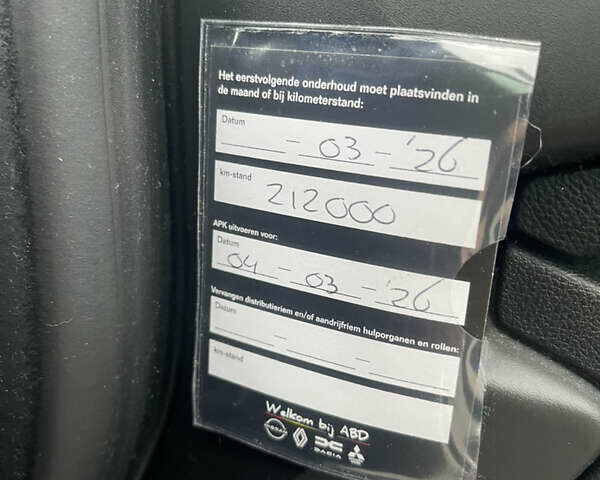 Het eerstvolgende onderhoud moet plaatsvinden in
de maand of bij kilometerstand:
Datum
- 03 - '26
km-stand
212000
APK uitvoeren voor:
Datum
04 - 03 - '26
Vervangen distributieriem en/of aandrijfriem hulporganen en rollen:
Datum
- -
km-stand
Welkom bij ABD
NISSAN
DACIA